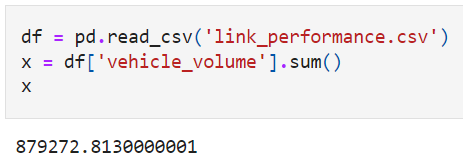 df = pd.read_csv('link_performance.csv')
x = df['vehicle_volume'].sum()
x
879272.8130000001